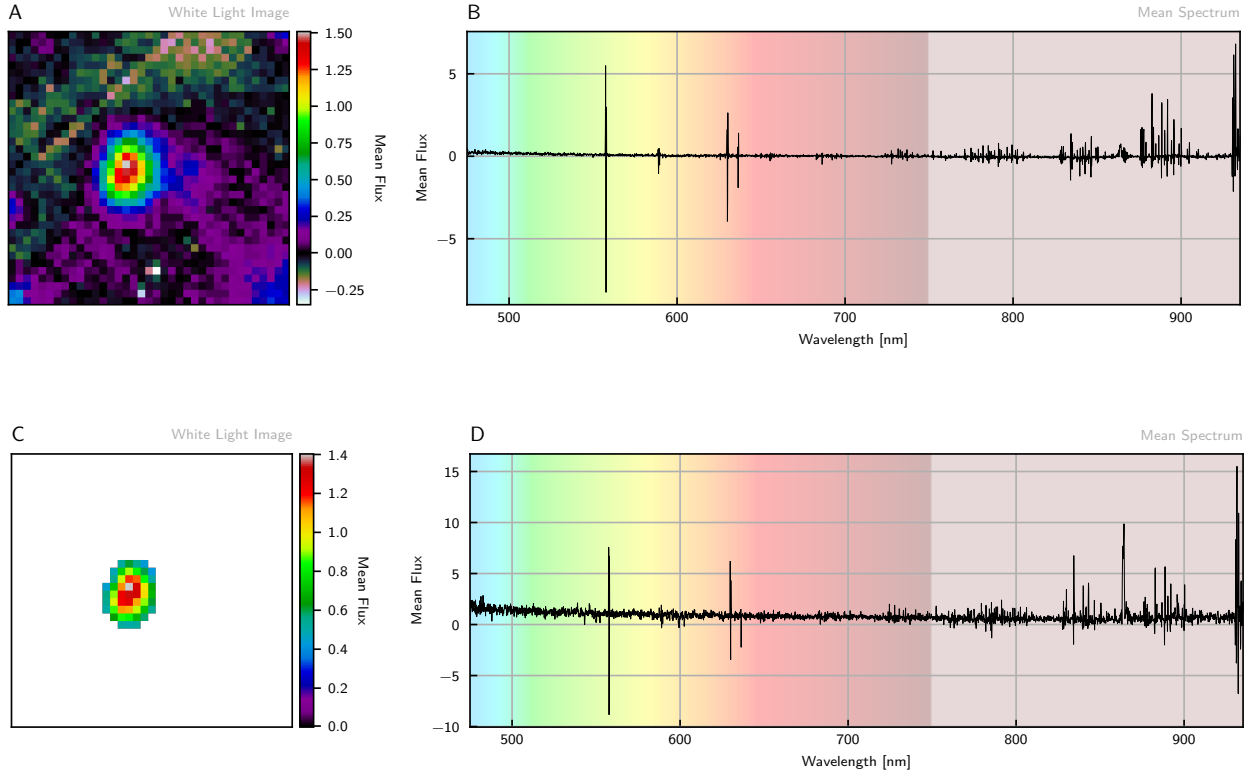 A
White Light Image
1.50
1.25
1.00
0.75
0.50
0.25
0.00
−0.25
Mean Flux
B
Mean Spectrum
5
0
−5
Mean Flux
500 600 700 800 900
Wavelength [nm]
C
White Light Image
1.4
1.2
1.0
0.8
0.6
0.4
0.2
0.0
Mean Flux
D
Mean Spectrum
15
10
5
0
−5
−10
Mean Flux
500 600 700 800 900
Wavelength [nm]